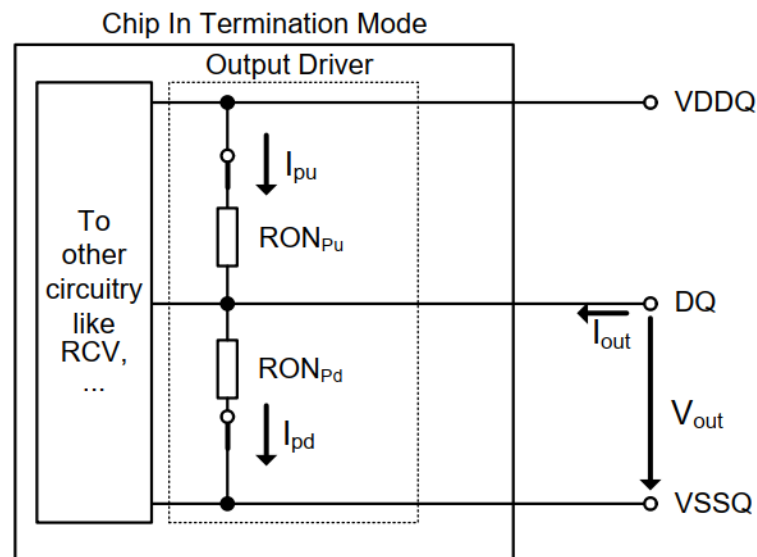 Chip In Termination Mode
Output Driver
VDDQ
Ipu
To
other
circuitry
like
RCV,
...
RONPu
DQ
Iout
RONPd
Vout
Ipd
VSSQ